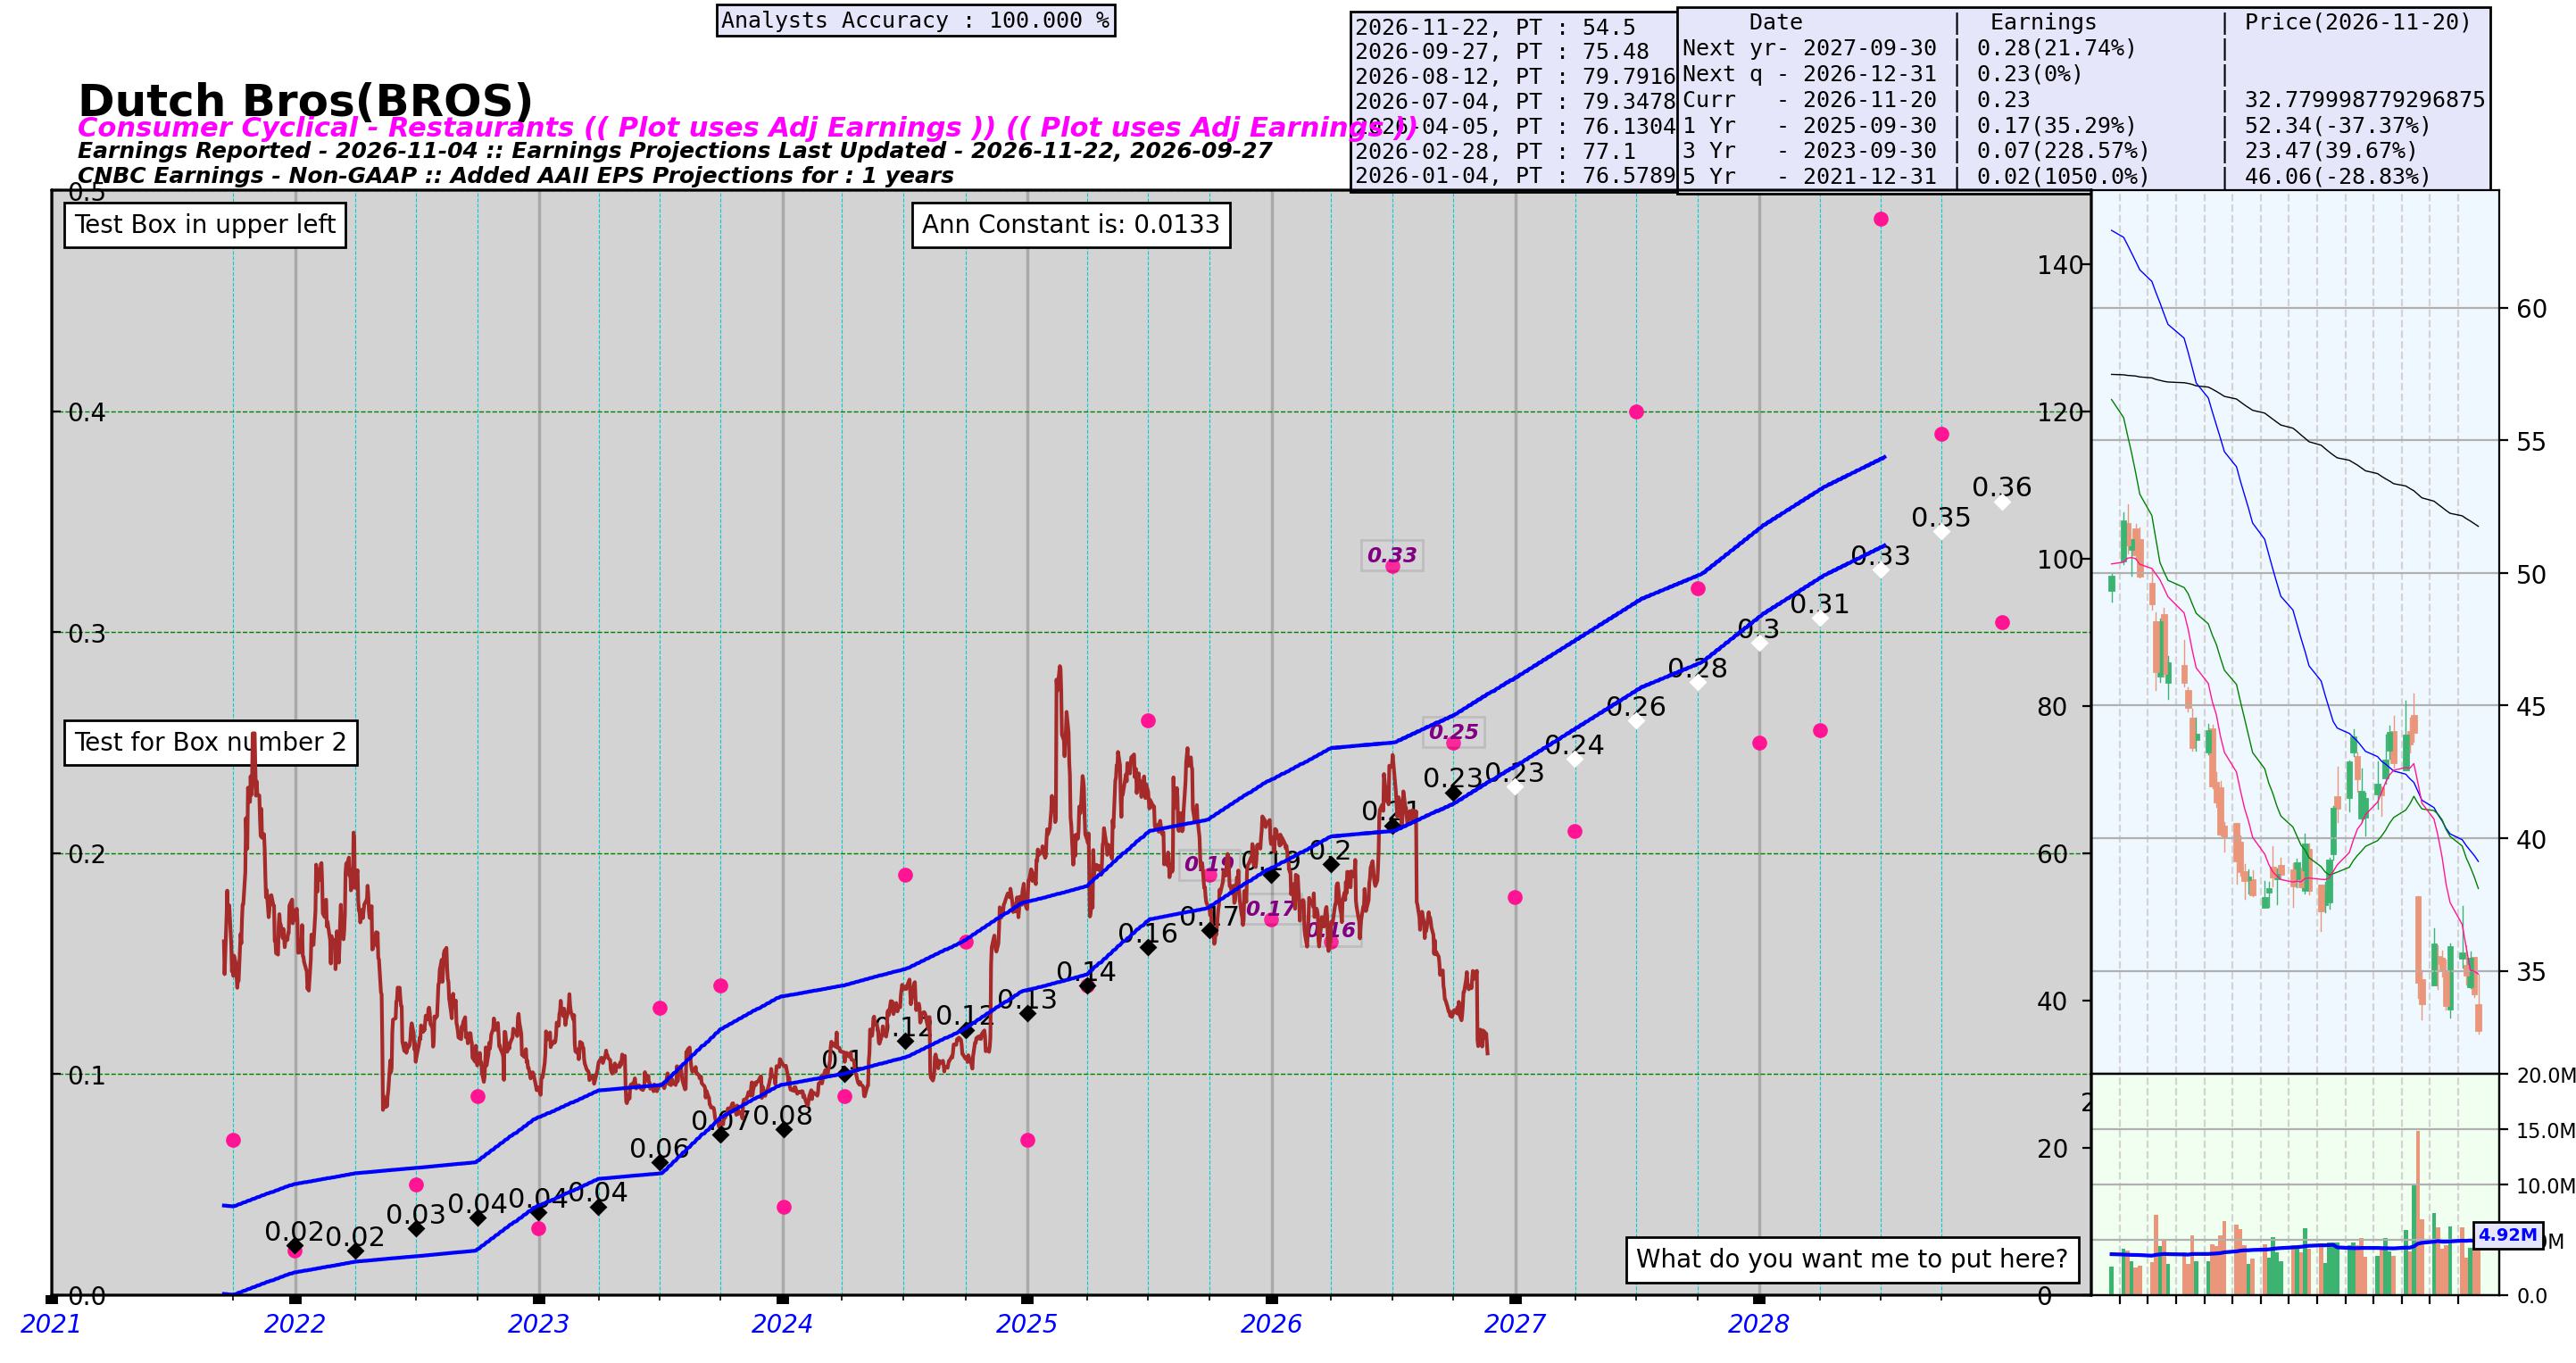 Analysts Accuracy : 100.000 %
2026-11-22, PT : 54.5
2026-09-27, PT : 75.48
2026-08-12, PT : 79.7916
2026-07-04, PT : 79.3478
2026-04-05, PT : 76.1304
2026-02-28, PT : 77.1
2026-01-04, PT : 76.5789
Date | Earnings | Price(2026-11-20)
Next yr- 2027-09-30 | 0.28(21.74%) |
Next q - 2026-12-31 | 0.23(0%) |
Curr - 2026-11-20 | 0.23 | 32.779998779296875
1 Yr - 2025-09-30 | 0.17(35.29%) | 52.34(-37.37%)
3 Yr - 2023-09-30 | 0.07(228.57%) | 23.47(39.67%)
5 Yr - 2021-12-31 | 0.02(1050.0%) | 46.06(-28.83%)
Dutch Bros(BROS)
Consumer Cyclical - Restaurants (( Plot uses Adj Earnings )) (( Plot uses Adj Earnings ))
Earnings Reported - 2026-11-04 :: Earnings Projections Last Updated - 2026-11-22, 2026-09-27
CNBC Earnings - Non-GAAP :: Added AAII EPS Projections for : 1 years
Test Box in upper left
Ann Constant is: 0.0133
Test for Box number 2
What do you want me to put here?
0.5
0.4
0.3
0.2
0.1
0.0
0.02
0.02
0.03
0.04
0.04
0.04
0.06
0.07
0.08
0.1
0.12
0.12
0.13
0.14
0.16
0.17
0.19
0.2
0.21
0.23
0.23
0.24
0.26
0.28
0.3
0.31
0.33
0.35
0.36
0.19
0.17
0.16
0.33
0.25
140
120
100
80
60
40
20
0
60
55
50
45
40
35
20.0M
15.0M
10.0M
4.92M
0.0
2021
2022
2023
2024
2025
2026
2027
2028